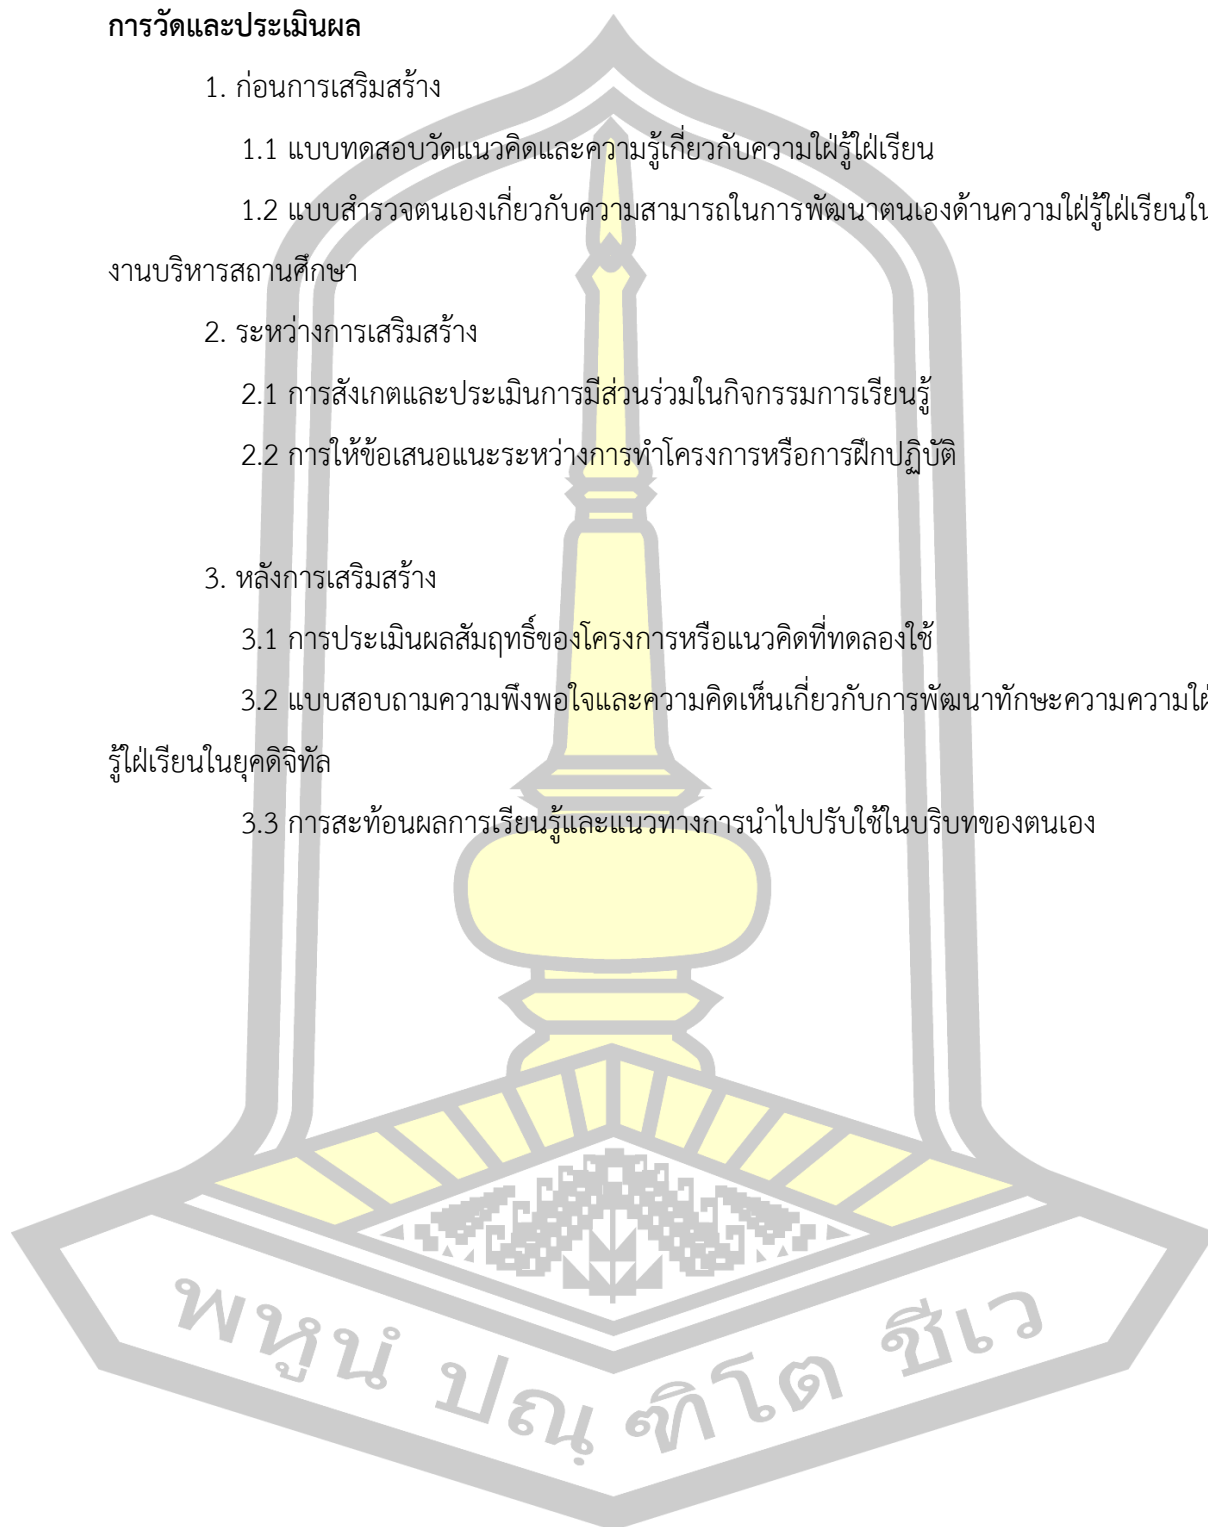 การวัดและประเมินผล
1. ก่อนการเสริมสร้าง
1.1 แบบทดสอบวัดแนวคิดและความรู้เกี่ยวกับความใฝ่รู้ใฝ่เรียน
1.2 แบบสำรวจตนเองเกี่ยวกับความสามารถในการพัฒนาตนเองด้านความใฝ่รู้ใฝ่เรียนใน
งานบริหารสถานศึกษา
2. ระหว่างการเสริมสร้าง
2.1 การสังเกตและประเมินการมีส่วนร่วมในกิจกรรมการเรียนรู้
2.2 การให้ข้อเสนอแนะระหว่างการทำโครงการหรือการฝึกปฏิบัติ
3. หลังการเสริมสร้าง
3.1 การประเมินผลสัมฤทธิ์ของโครงการหรือแนวคิดที่ทดลองใช้
3.2 แบบสอบถามความพึงพอใจและความคิดเห็นเกี่ยวกับการพัฒนาทักษะความความใฝ่
รู้ใฝ่เรียนในยุคดิจิทัล
3.3 การสะท้อนผลการเรียนรู้และแนวทางการนำไปปรับใช้ในบริบทของตนเอง
พหูนํ ปณฺ ฑิโต ชีเว